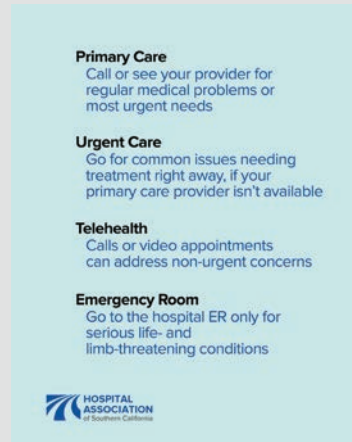 Primary Care
Call or see your provider for
regular medical problems or
most urgent needs
Urgent Care
Go for common issues needing
treatment right away, if your
primary care provider isn't available
Telehealth
Calls or video appointments
can address non-urgent concerns
Emergency Room
Go to the hospital ER only for
serious life- and
limb-threatening conditions
HOSPITAL
ASSOCIATION
of Southern California